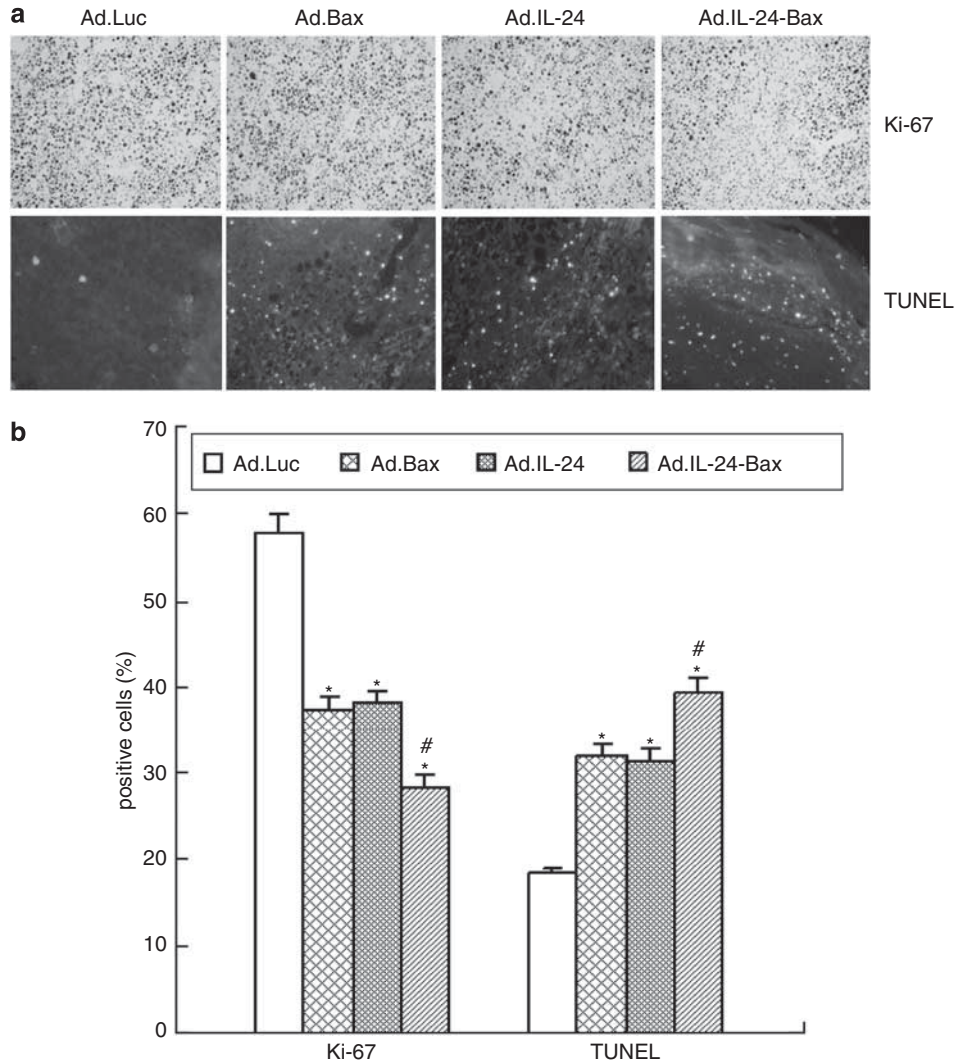 a
Ad.Luc Ad.Bax Ad.IL-24 Ad.IL-24-Bax
Ki-67
TUNEL
b
70
Ad.Luc Ad.Bax Ad.IL-24 Ad.IL-24-Bax
60
50
40
30
20
10
0
positive cells (%)
* * # *
* * # *
Ki-67 TUNEL